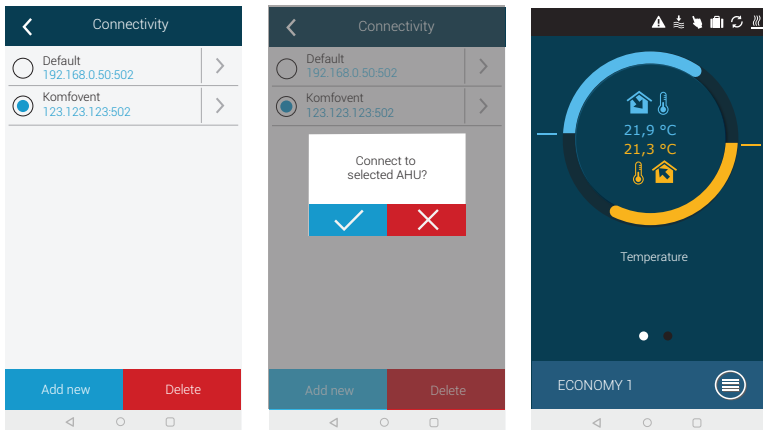 Connectivity
Default
192.168.0.50:502
Komfovent
123.123.123:502
Add new
Delete
Connectivity
Default
192.168.0.50:502
Komfovent
123.123.123:502
Connect to
selected AHU?
Add new
Delete
21,9 °C
21,3 °C
Temperature
ECONOMY 1